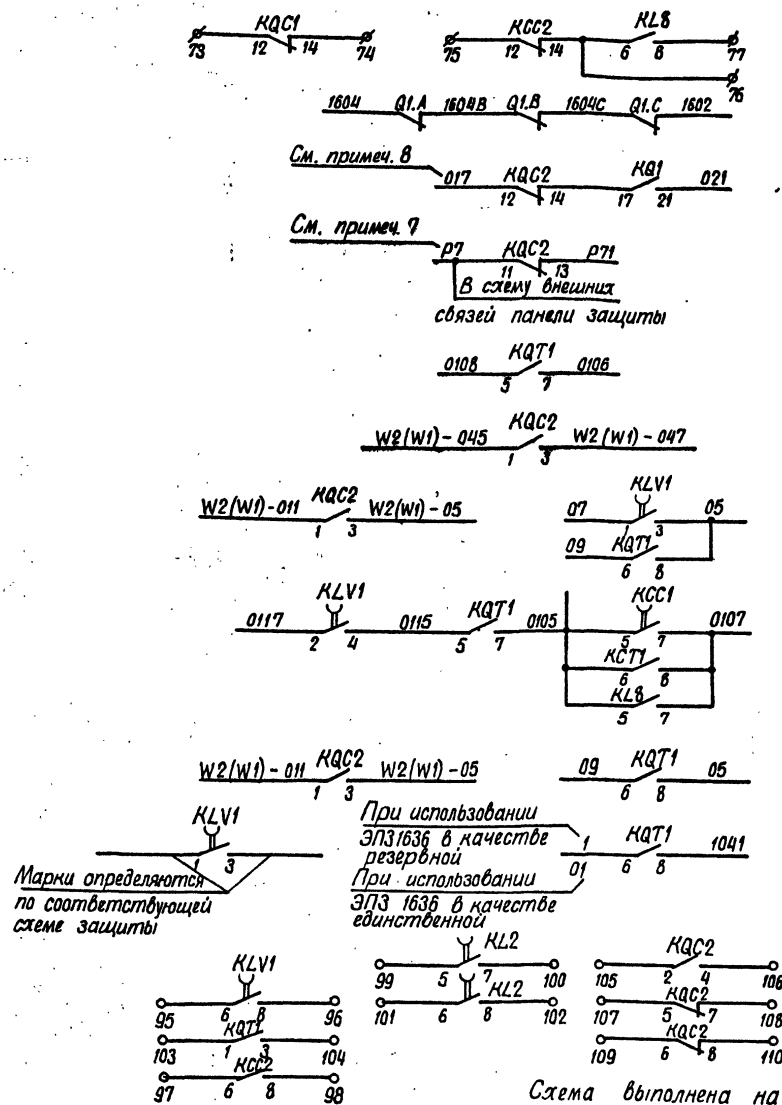 KQC1 KCC2 KL8
73 12 14 74 75 12 14 6 8 77
76
1604 Q1.A 1604B Q1.B 1604C Q1.C 1602
См. примеч. 8
017 KQC2 KQ1 021
12 14 17 21
См. примеч. 7
P7 KQC2 P71
11 13
В схему внешних
связей панели защиты
KQT1
0108 0106
5 7
KQC2
W2(W1)-045 W2(W1)-047
1 3
KQC2 KLV1
W2(W1)-011 W2(W1)-05 07 05
1 3 1 3
09 KQT1
6 8
KLV1 KCC1
0117 0115 KQT1 0105 0107
2 4 5 7 5 7
KCT1
6 8
KL8
5 7
W2(W1)-011 KQC2 W2(W1)-05 09 KQT1 05
1 3 6 8
KLV1
1 3
Марки определяются
по соответствующей
схеме защиты
При использовании
ЭПЗ1636 в качестве
резервной
1 KQT1 1041
01 6 8
При использовании
ЭПЗ 1636 в качестве
единственной
KLV1 KL2 KQC2
99 5 7 100 105 2 4 106
95 6 8 96 101 6 KL2 8 102 107 5 KQC2 7 108
KQT1
103 1 3 104 109 6 KQC2 8 110
KCC2
97 6 8 98
Схема выполнена на